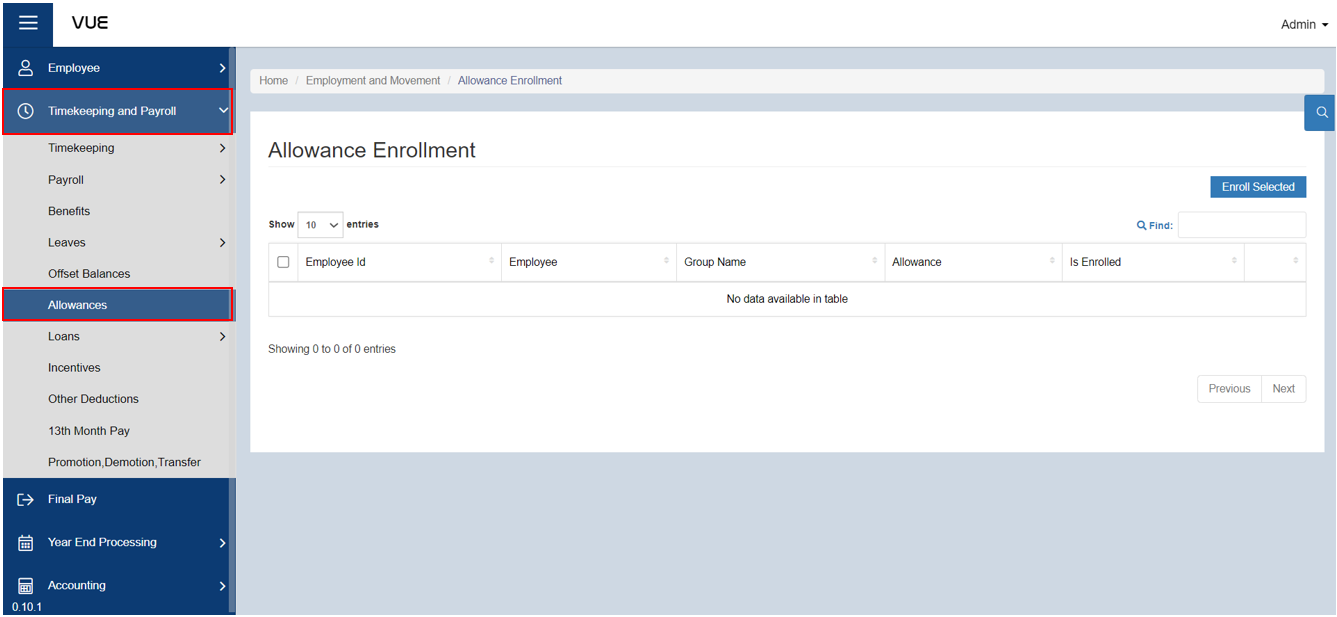 VUE
Admin
Employee
Timekeeping and Payroll
Timekeeping
Payroll
Benefits
Leaves
Offset Balances
Allowances
Loans
Incentives
Other Deductions
13th Month Pay
Promotion,Demotion,Transfer
Final Pay
Year End Processing
Accounting
0.10.1
Home / Employment and Movement / Allowance Enrollment
Allowance Enrollment
Enroll Selected
Show 10 entries
Find:
Employee Id Employee Group Name Allowance Is Enrolled
No data available in table
Showing 0 to 0 of 0 entries
Previous Next